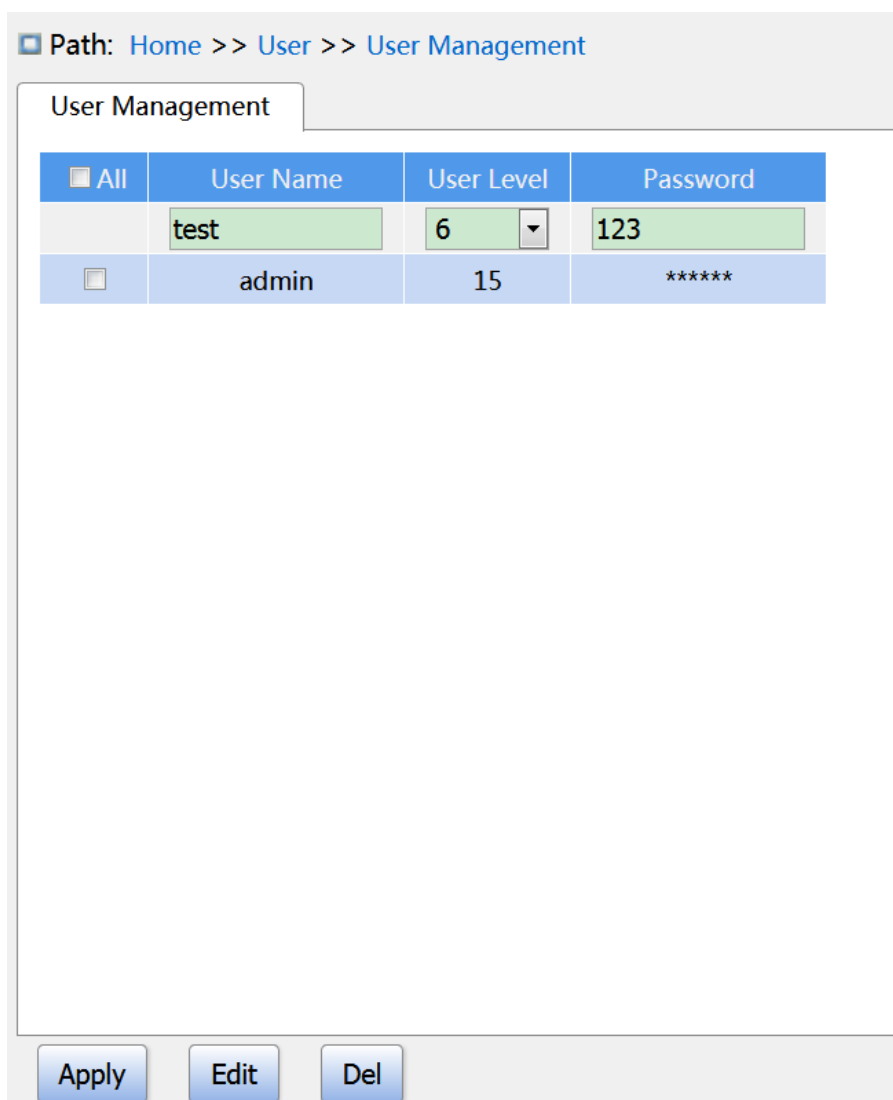 Path: Home >> User >> User Management
User Management
All User Name User Level Password
test 6 123
admin 15 ******
Apply Edit Del